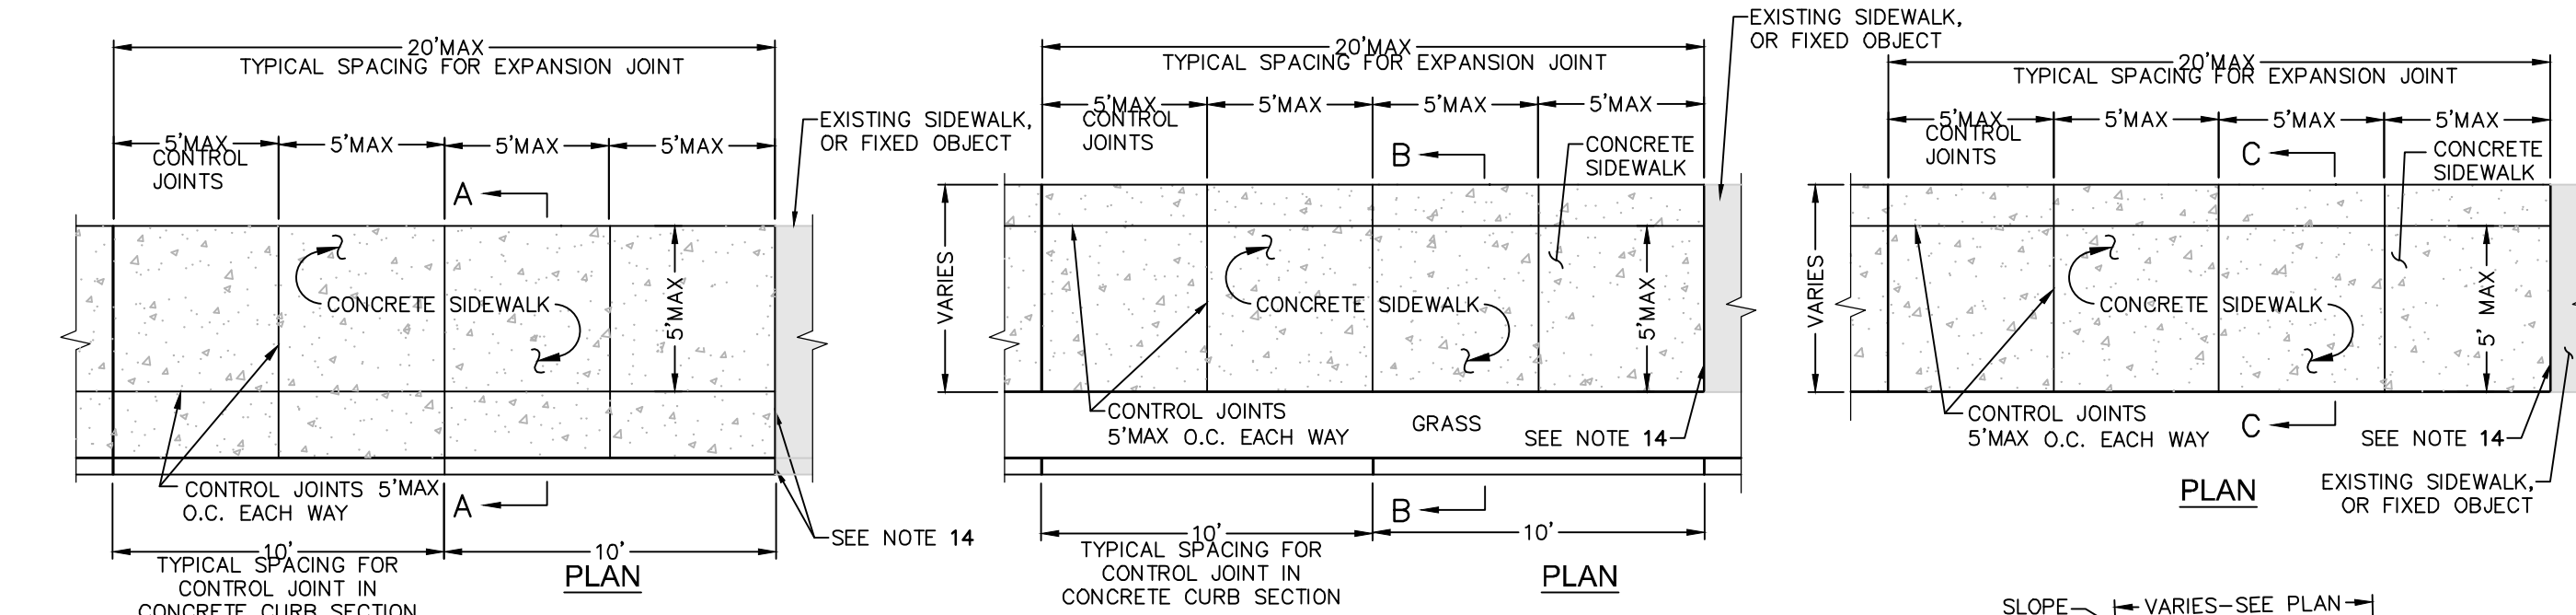 20'MAX
TYPICAL SPACING FOR EXPANSION JOINT
5'MAX
5'MAX
5'MAX
5'MAX
CONTROL
JOINTS
EXISTING SIDEWALK,
OR FIXED OBJECT
A
CONCRETE SIDEWALK
5'MAX
CONTROL JOINTS 5'MAX
O.C. EACH WAY
A
SEE NOTE 14
10'
10'
TYPICAL SPACING FOR
CONTROL JOINT IN
CONCRETE CURB SECTION
PLAN
EXISTING SIDEWALK,
OR FIXED OBJECT
20'MAX
TYPICAL SPACING FOR EXPANSION JOINT
5'MAX
5'MAX
5'MAX
5'MAX
CONTROL
JOINTS
B
CONCRETE
SIDEWALK
VARIES
CONCRETE SIDEWALK
5'MAX
CONTROL JOINTS
5'MAX O.C. EACH WAY
GRASS
SEE NOTE 14
B
10'
10'
TYPICAL SPACING FOR
CONTROL JOINT IN
CONCRETE CURB SECTION
PLAN
20'MAX
TYPICAL SPACING FOR EXPANSION JOINT
5'MAX
5'MAX
5'MAX
5'MAX
CONTROL
JOINTS
C
CONCRETE
SIDEWALK
VARIES
CONCRETE SIDEWALK
5' MAX
CONTROL JOINTS
5'MAX O.C. EACH WAY
C
SEE NOTE 14
PLAN
EXISTING SIDEWALK,
OR FIXED OBJECT
SLOPE
VARIES-SEE PLAN